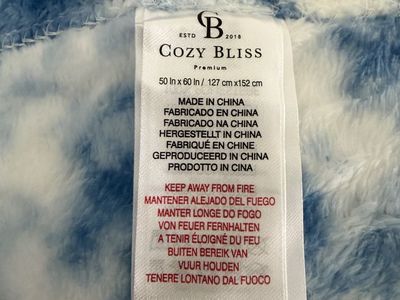 CB
ESTD 2018
COZY BLISS
Premium
50 In x 60 In / 127 cm x152 cm
MADE IN CHINA
FABRICADO EN CHINA
FABRICADO NA CHINA
HERGESTELLT IN CHINA
FABRIQUÉ EN CHINE
GEPRODUCEERD IN CHINA
PRODOTTO IN CINA
KEEP AWAY FROM FIRE
MANTENER ALEJADO DEL FUEGO
MANTER LONGE DO FOGO
VON FEUER FERNHALTEN
A TENIR ÉLOIGNÉ DU FEU
BUITEN BEREIK VAN
VUUR HOUDEN
TENERE LONTANO DAL FUOCO